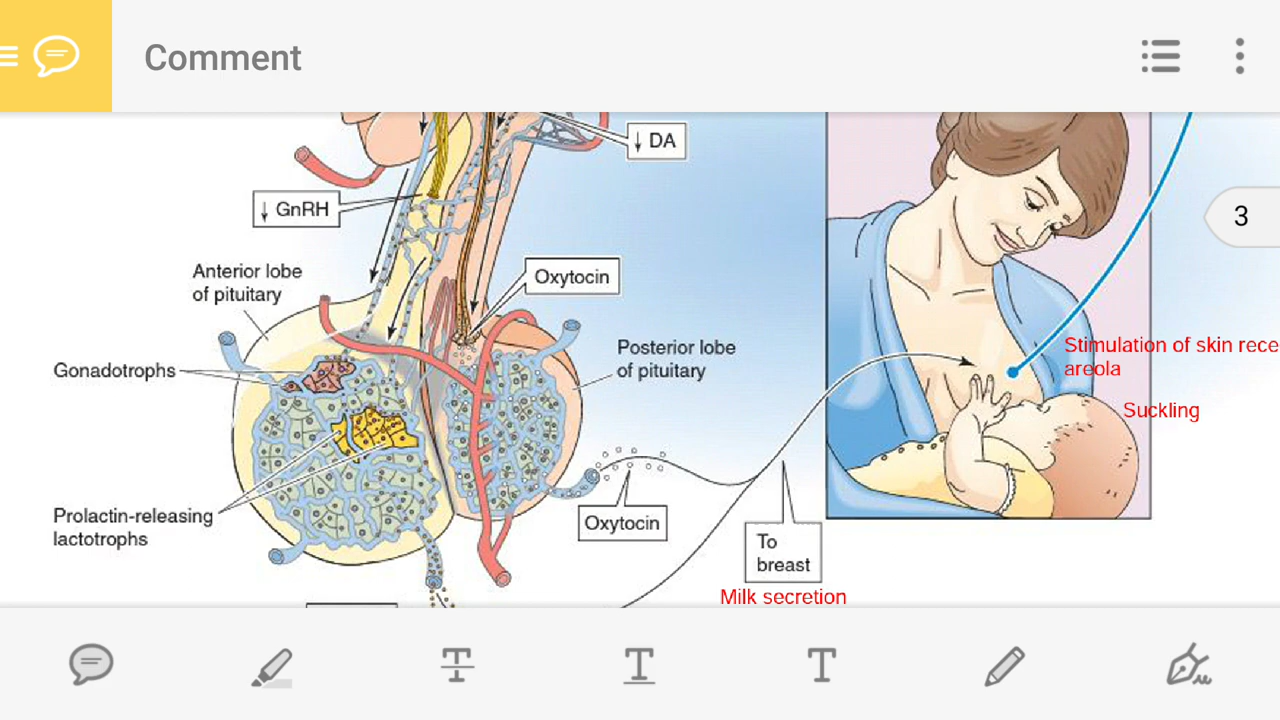 Comment
↓ DA
↓ GnRH
3
Anterior lobe
of pituitary
Oxytocin
Gonadotrophs
Posterior lobe
of pituitary
Stimulation of skin rece
areola
Suckling
Prolactin-releasing
lactotrophs
Oxytocin
To
breast
Milk secretion